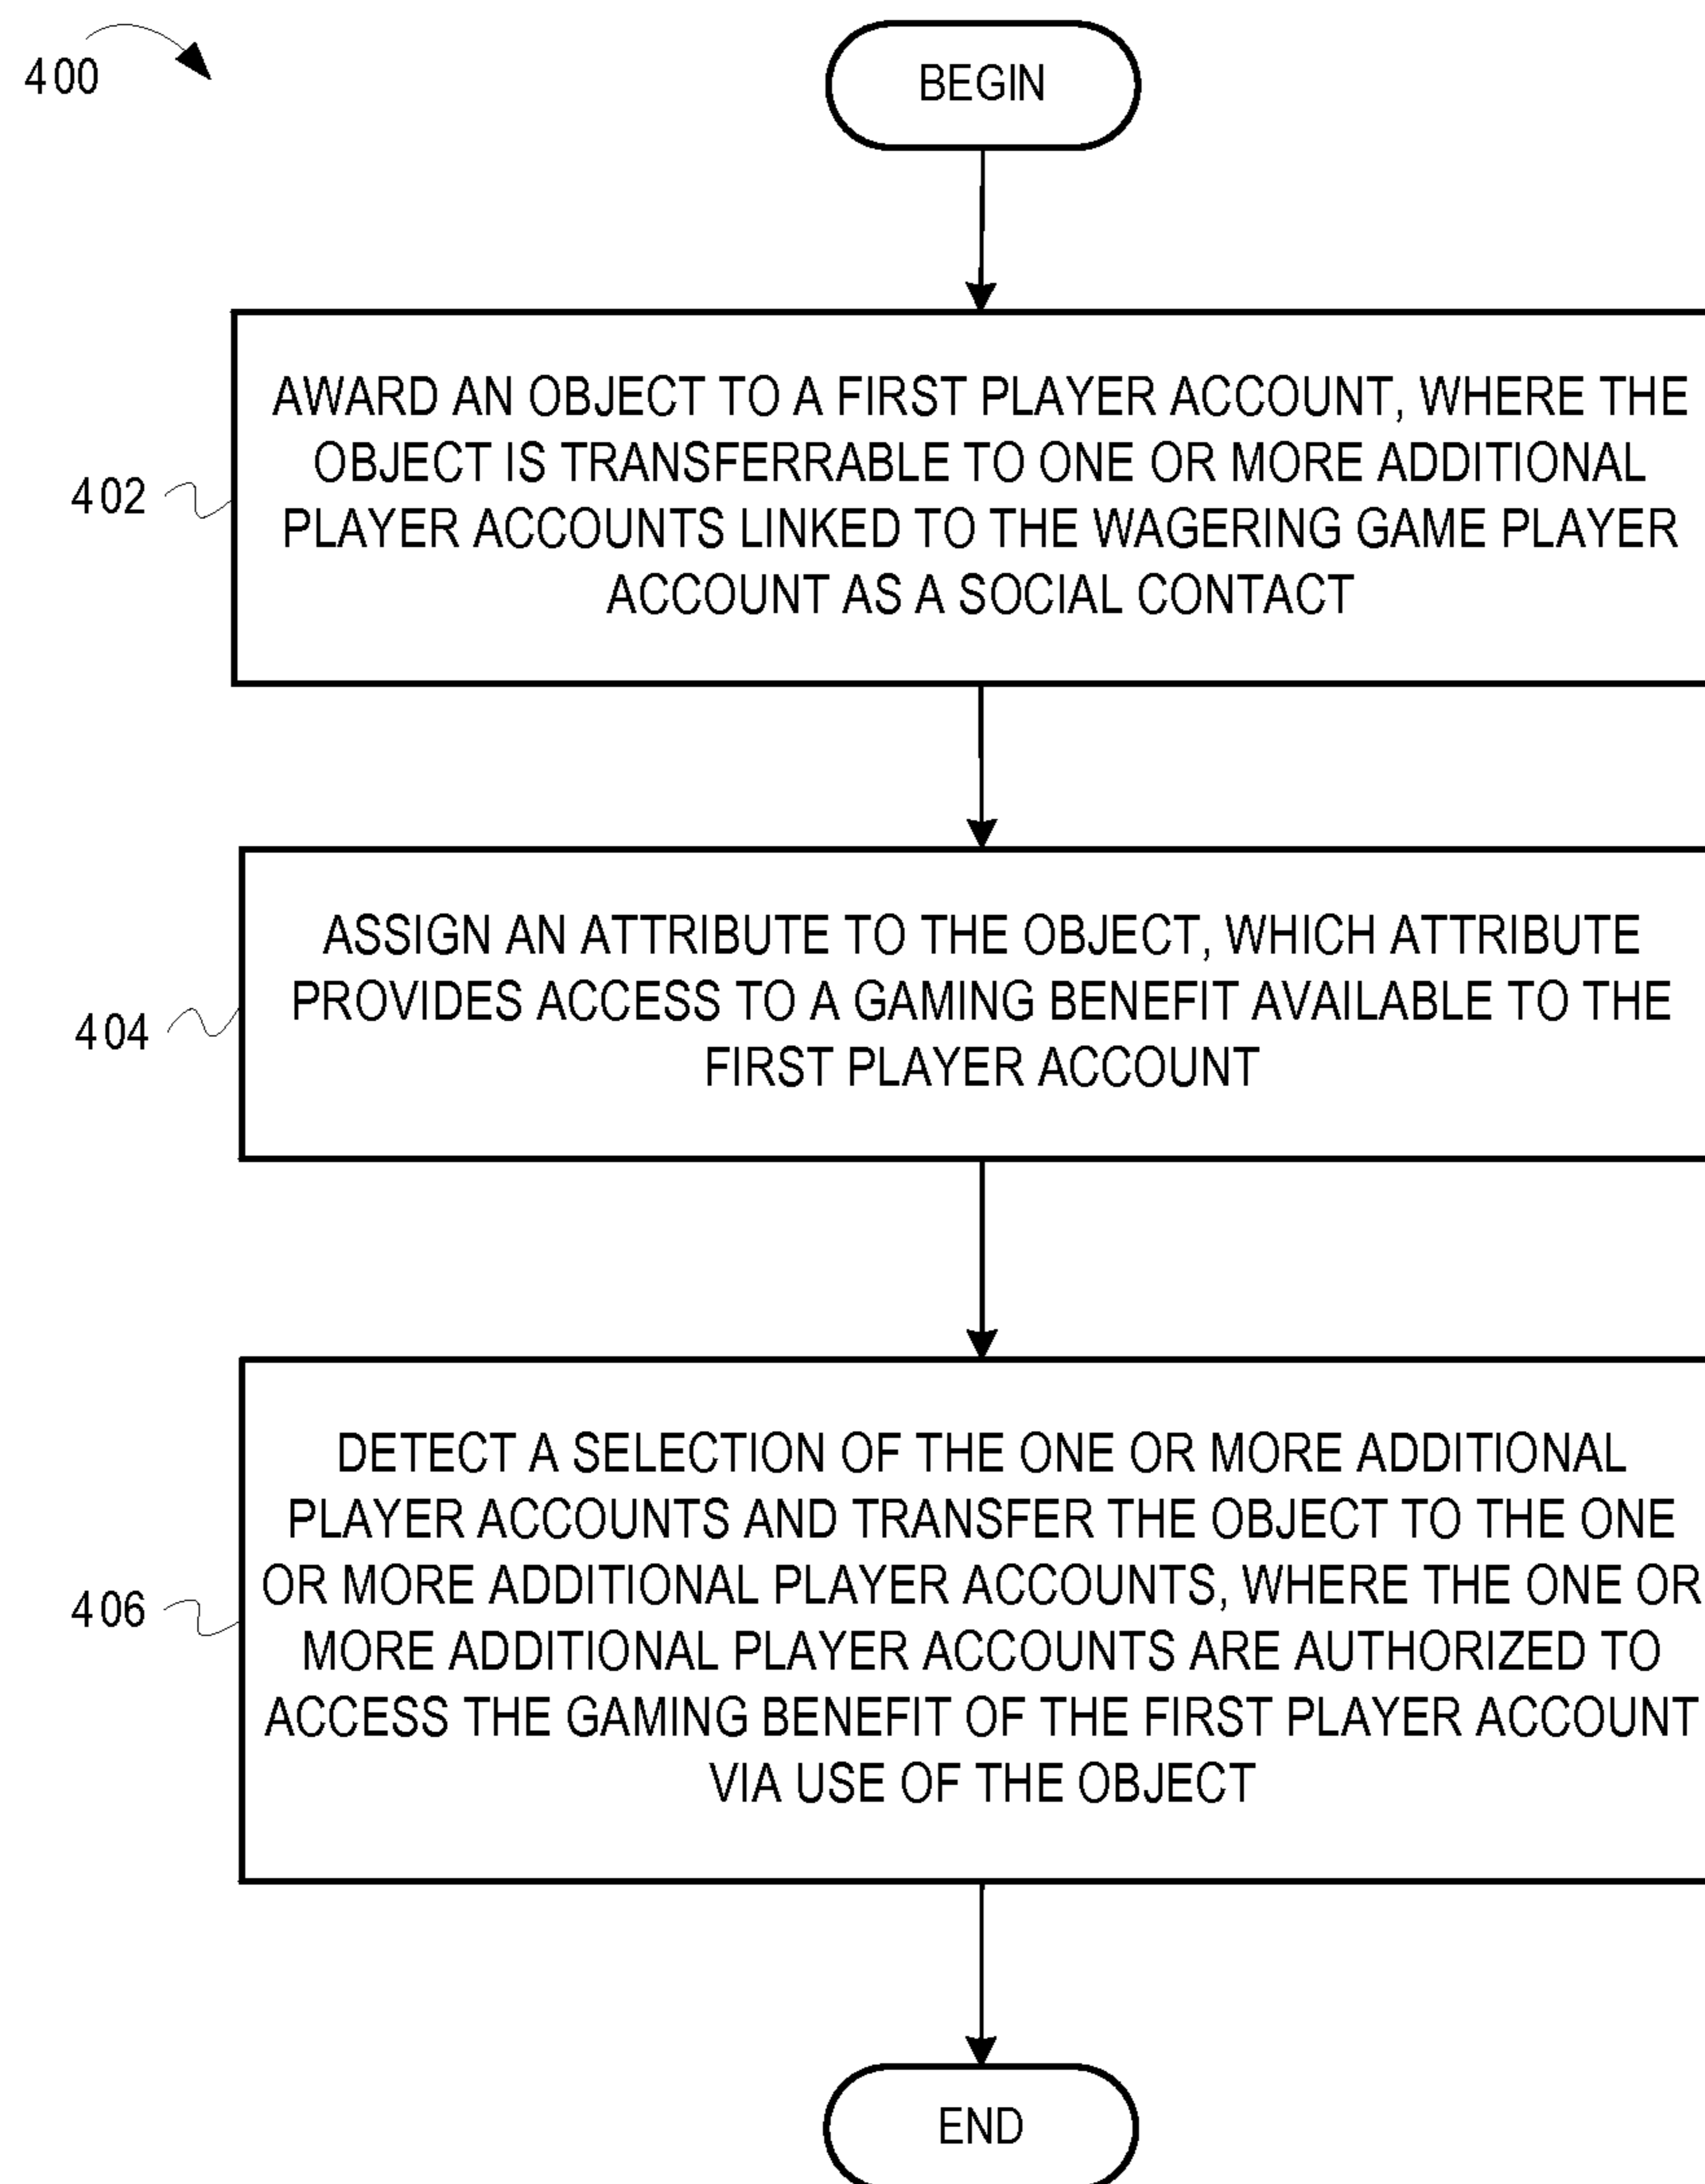 400
BEGIN
AWARD AN OBJECT TO A FIRST PLAYER ACCOUNT, WHERE THE
OBJECT IS TRANSFERRABLE TO ONE OR MORE ADDITIONAL
PLAYER ACCOUNTS LINKED TO THE WAGERING GAME PLAYER
ACCOUNT AS A SOCIAL CONTACT
402
ASSIGN AN ATTRIBUTE TO THE OBJECT, WHICH ATTRIBUTE
PROVIDES ACCESS TO A GAMING BENEFIT AVAILABLE TO THE
FIRST PLAYER ACCOUNT
404
DETECT A SELECTION OF THE ONE OR MORE ADDITIONAL
PLAYER ACCOUNTS AND TRANSFER THE OBJECT TO THE ONE
OR MORE ADDITIONAL PLAYER ACCOUNTS, WHERE THE ONE OR
MORE ADDITIONAL PLAYER ACCOUNTS ARE AUTHORIZED TO
ACCESS THE GAMING BENEFIT OF THE FIRST PLAYER ACCOUNT
VIA USE OF THE OBJECT
406
END